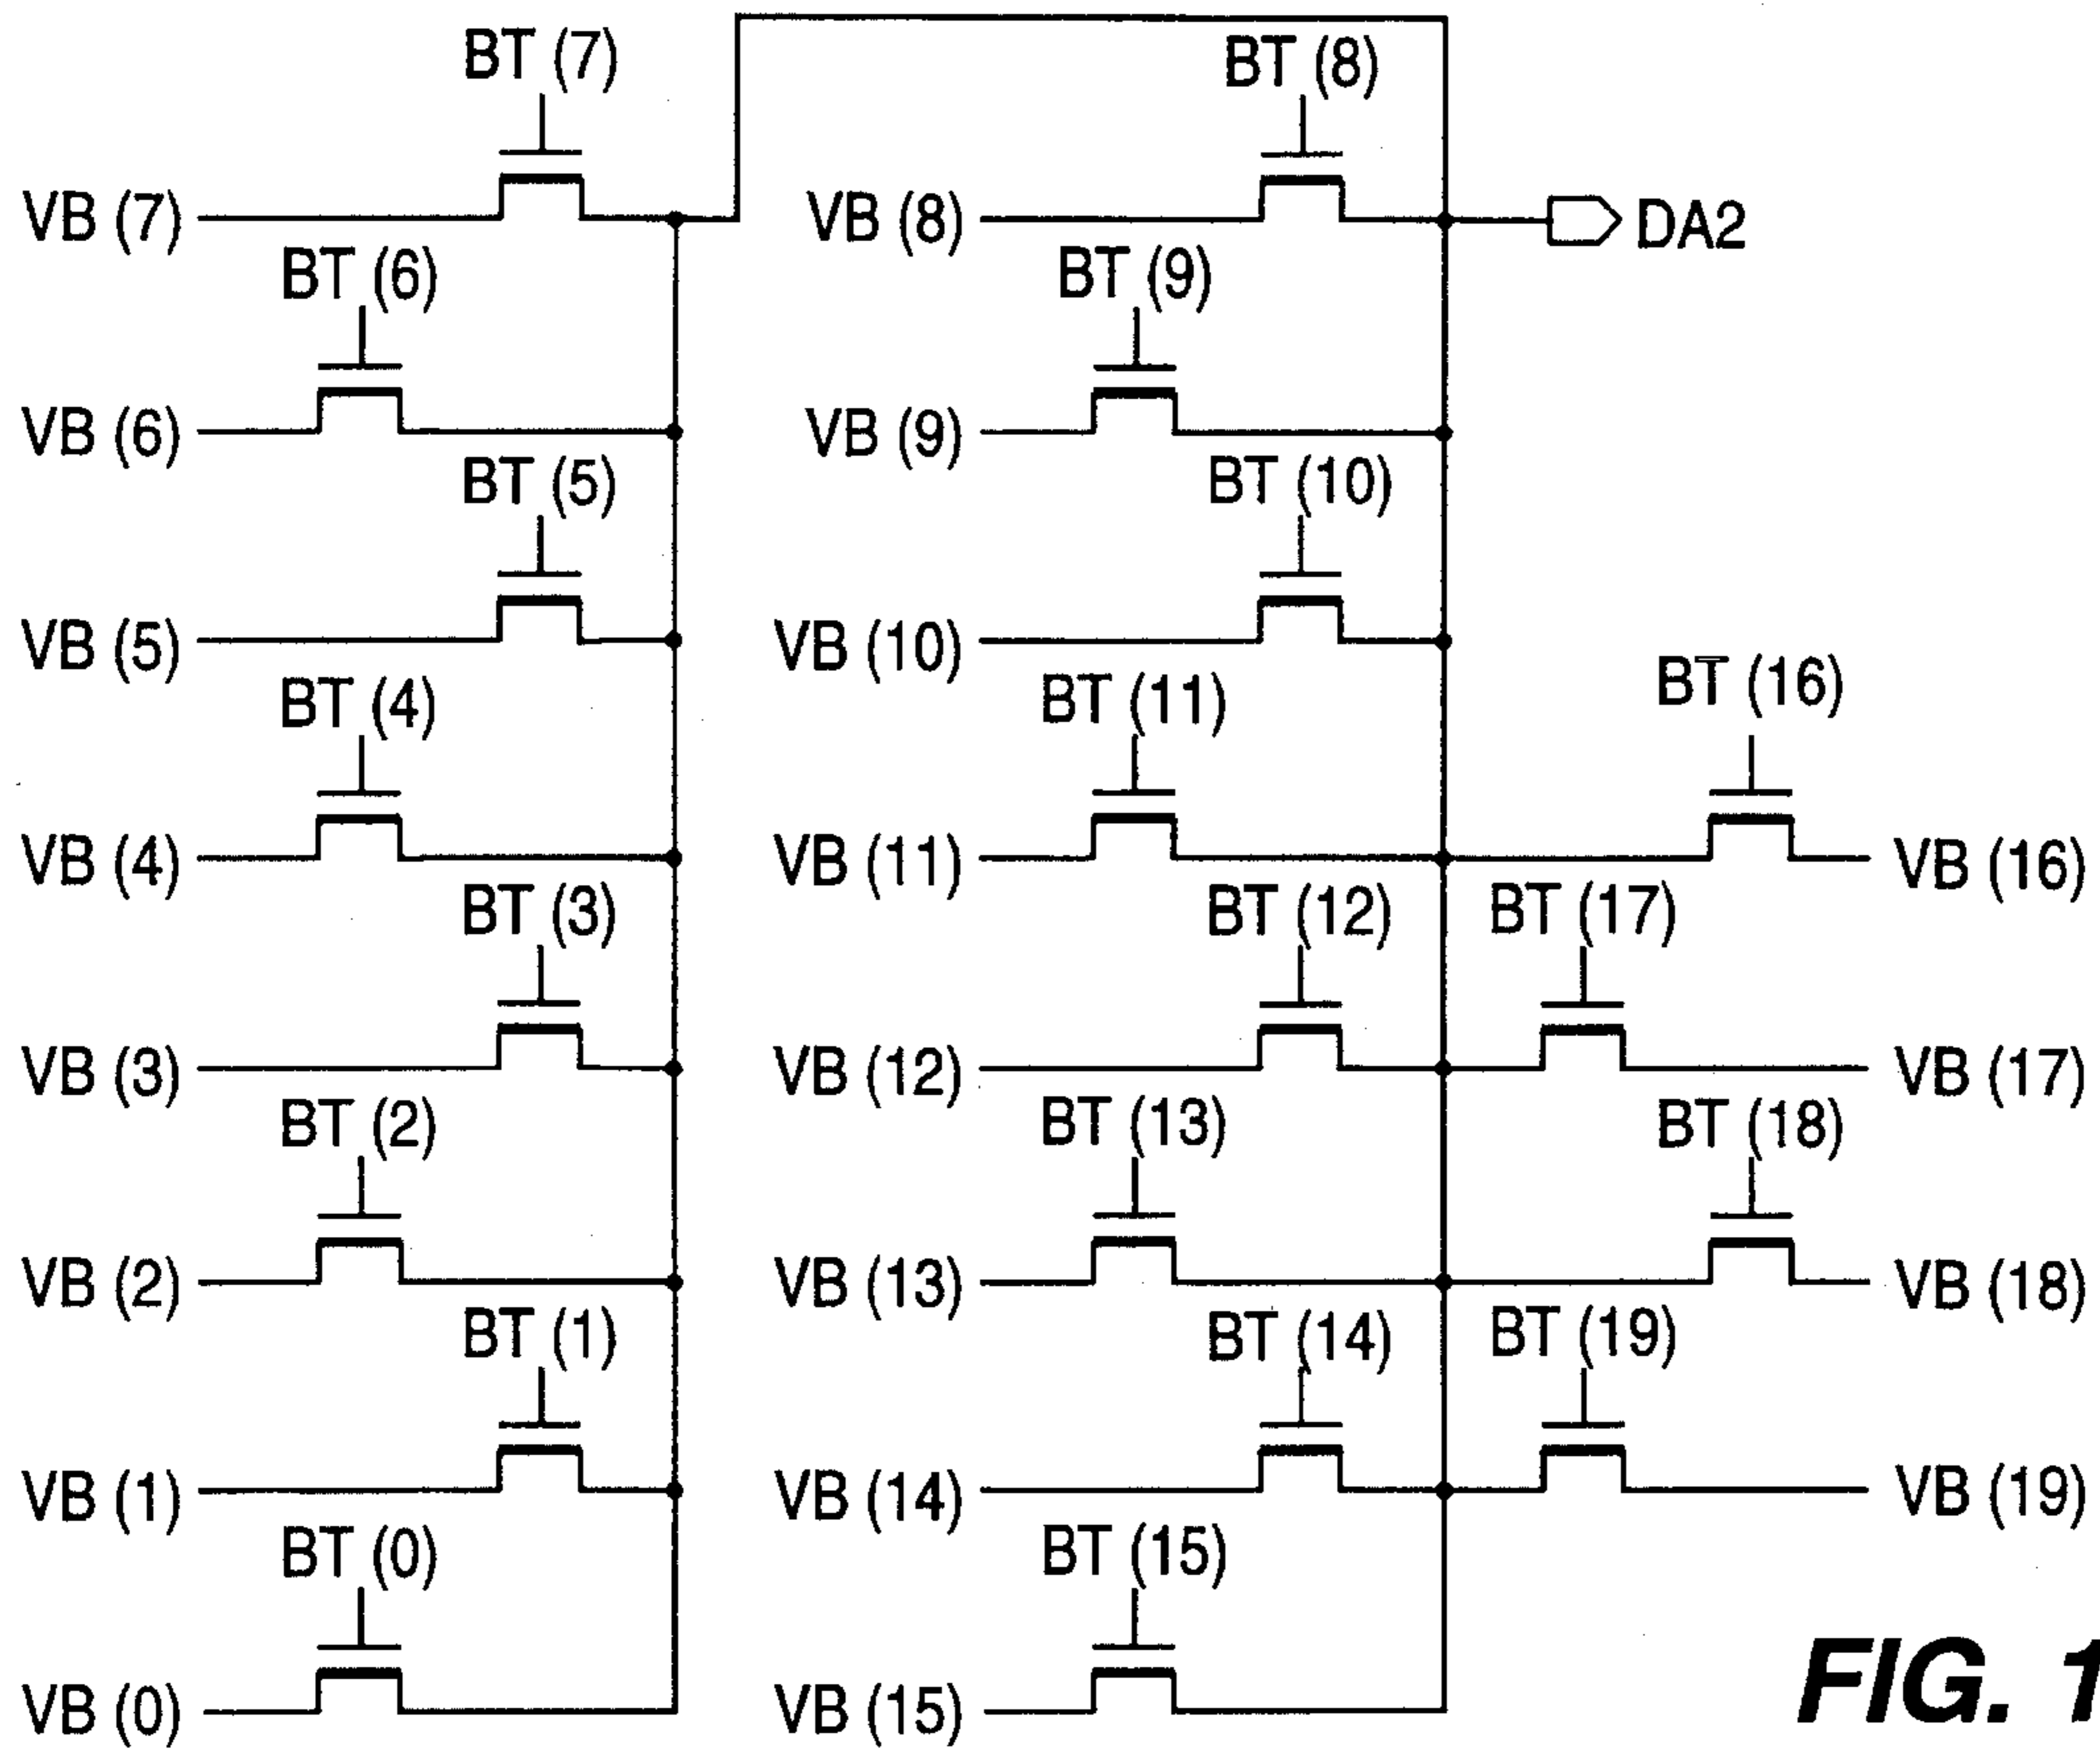 BT (7)
BT (8)
VB (7)
VB (8)
DA2
BT (6)
BT (9)
VB (6)
VB (9)
BT (5)
BT (10)
VB (5)
VB (10)
BT (16)
BT (4)
BT (11)
VB (4)
VB (11)
VB (16)
BT (3)
BT (12)
BT (17)
VB (3)
VB (12)
VB (17)
BT (2)
BT (13)
BT (18)
VB (2)
VB (13)
VB (18)
BT (1)
BT (14)
BT (19)
VB (1)
VB (14)
VB (19)
BT (0)
BT (15)
VB (0)
VB (15)
FIG. 1